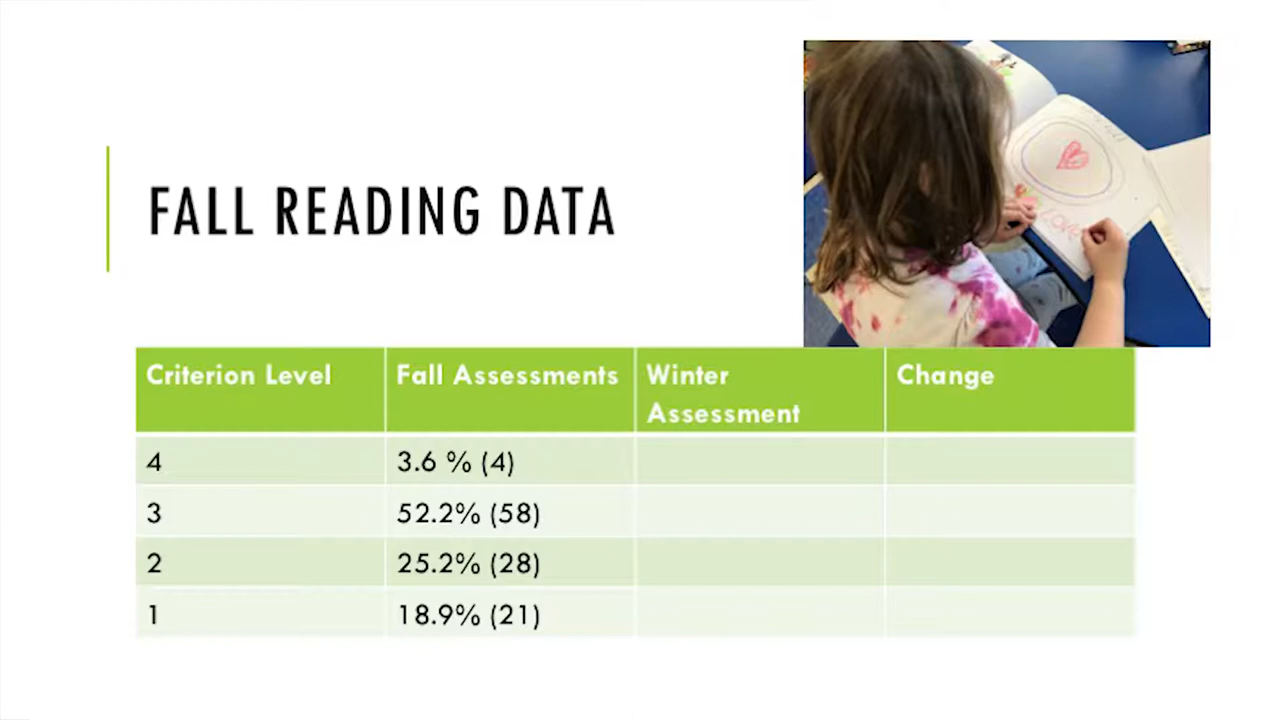 FALL READING DATA
LOVE
Criterion Level Fall Assessments Winter Assessment Change
4 3.6 % (4)
3 52.2% (58)
2 25.2% (28)
1 18.9% (21)